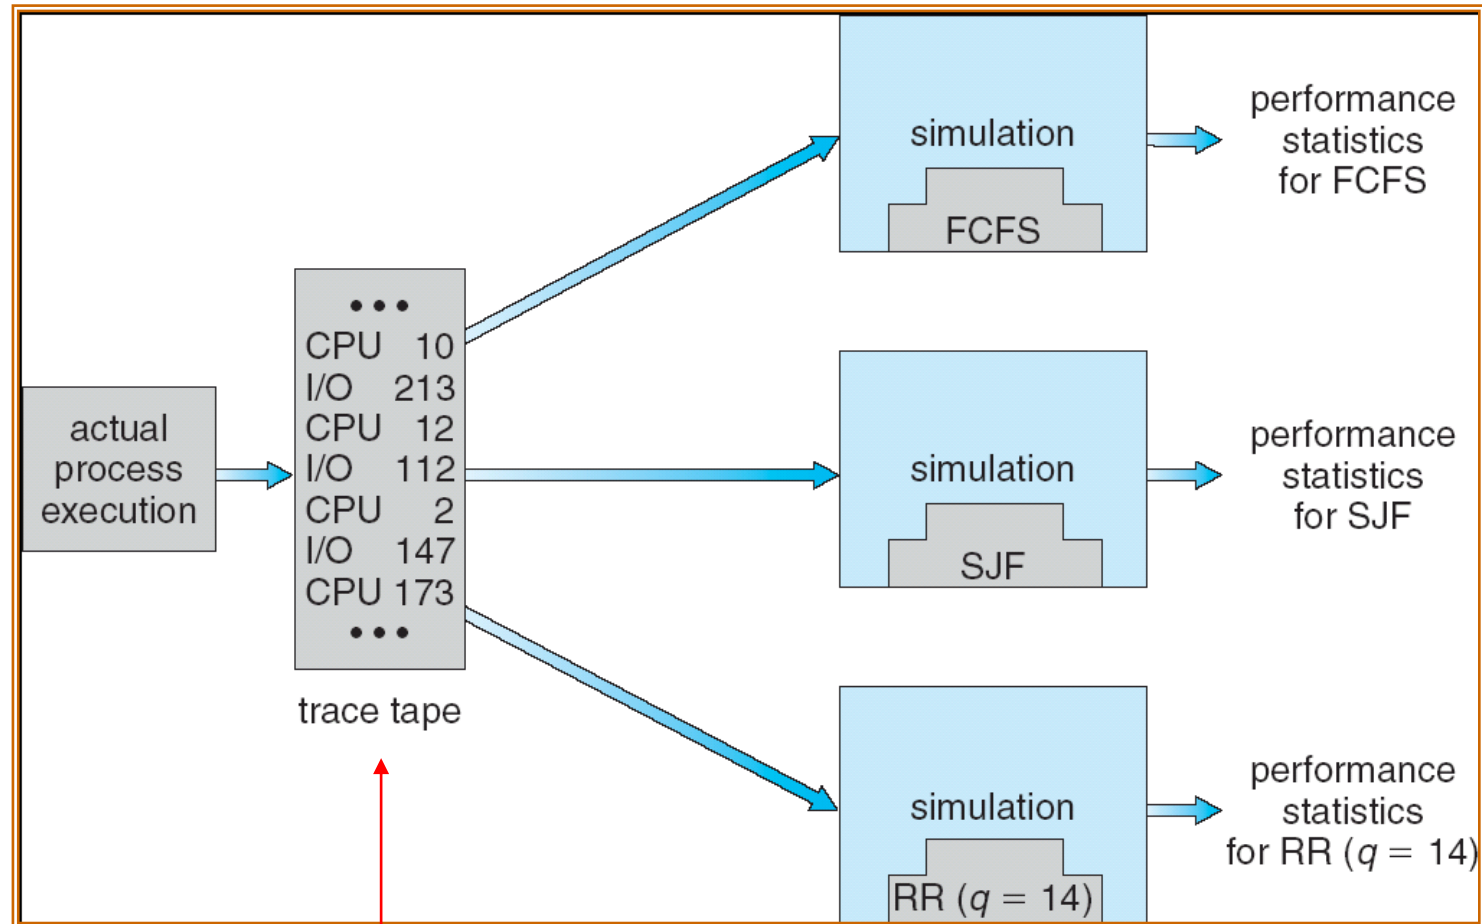 actual
process
execution
• • •
CPU 10
I/O 213
CPU 12
I/O 112
CPU 2
I/O 147
CPU 173
• • •
trace tape
simulation
FCFS
performance
statistics
for FCFS
simulation
SJF
performance
statistics
for SJF
simulation
RR (q = 14)
performance
statistics
for RR (q = 14)